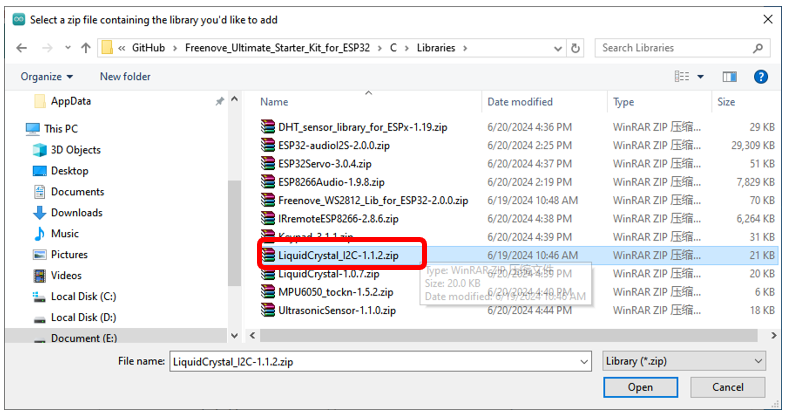 Select a zip file containing the library you'd like to add
« GitHub > Freenove_Ultimate_Starter_Kit_for_ESP32 > C > Libraries >
Search Libraries
Organize
New folder
AppData
This PC
3D Objects
Desktop
Documents
Downloads
Music
Pictures
Videos
Local Disk (C:)
Local Disk (D:)
Document (E:)
Name Date modified Type Size
DHT_sensor_library_for_ESPx-1.19.zip 6/20/2024 4:36 PM WinRAR ZIP 压缩... 29 KB
ESP32-audioI2S-2.0.0.zip 6/20/2024 2:25 PM WinRAR ZIP 压缩... 29,309 KB
ESP32Servo-3.0.4.zip 6/20/2024 4:37 PM WinRAR ZIP 压缩... 51 KB
ESP8266Audio-1.9.8.zip 6/20/2024 2:19 PM WinRAR ZIP 压缩... 7,829 KB
Freenove_WS2812_Lib_for_ESP32-2.0.0.zip 6/19/2024 10:48 AM WinRAR ZIP 压缩... 70 KB
IRremoteESP8266-2.8.6.zip 6/20/2024 4:38 PM WinRAR ZIP 压缩... 6,264 KB
Keypad-3.1.1.zip 6/20/2024 4:39 PM WinRAR ZIP 压缩... 31 KB
LiquidCrystal_I2C-1.1.2.zip 6/19/2024 10:46 AM WinRAR ZIP 压缩... 21 KB
LiquidCrystal-1.0.7.zip 6/20/2024 4:39 PM WinRAR ZIP 压缩... 20 KB
MPU6050_tockn-1.5.2.zip 6/20/2024 4:40 PM WinRAR ZIP 压缩... 6 KB
UltrasonicSensor-1.1.0.zip 6/20/2024 4:44 PM WinRAR ZIP 压缩... 18 KB
Type: WinRAR ZIP 压缩文件
Size: 20.0 KB
Date modified: 6/19/2024 10:46 AM
File name: LiquidCrystal_I2C-1.1.2.zip
Library (*.zip)
Open
Cancel